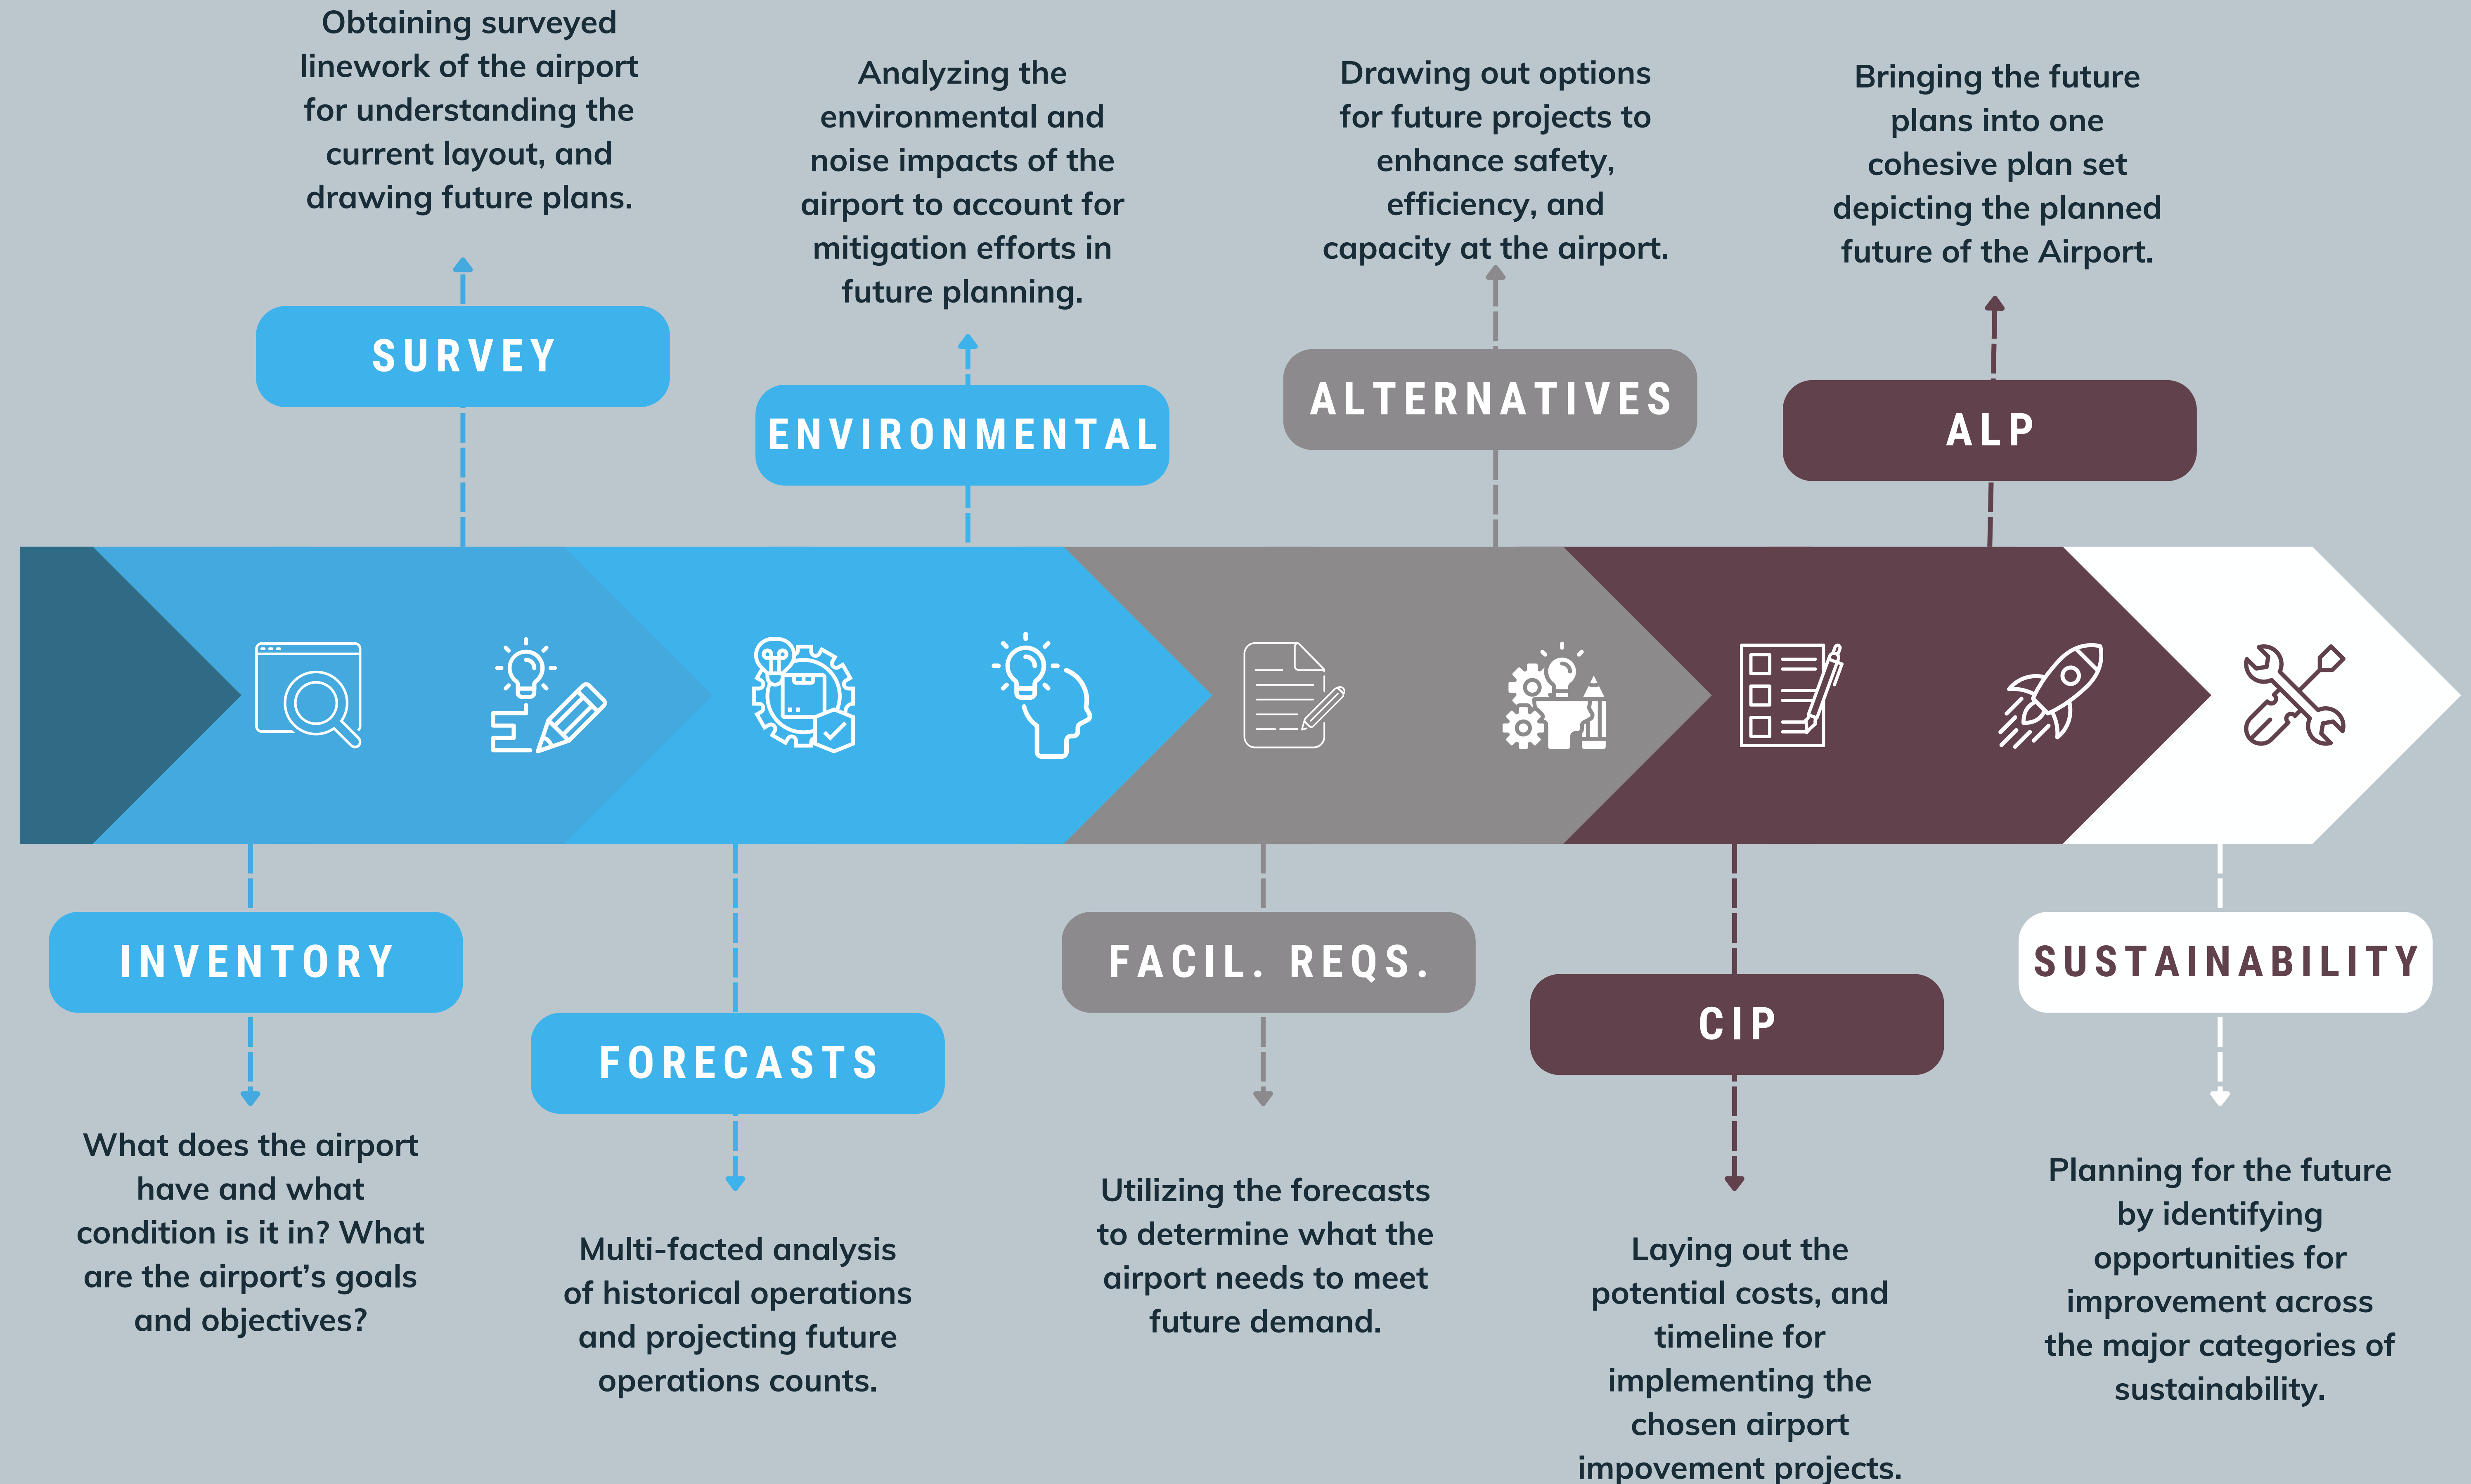 Obtaining surveyed
linework of the airport
for understanding the
current layout, and
drawing future plans.
SURVEY
Analyzing the
environmental and
noise impacts of the
airport to account for
mitigation efforts in
future planning.
ENVIRONMENTAL
Drawing out options
for future projects to
enhance safety,
efficiency, and
capacity at the airport.
ALTERNATIVES
Bringing the future
plans into one
cohesive plan set
depicting the planned
future of the Airport.
ALP
INVENTORY
What does the airport
have and what
condition is it in? What
are the airport's goals
and objectives?
FORECASTS
Multi-facted analysis
of historical operations
and projecting future
operations counts.
FACIL. REQS.
Utilizing the forecasts
to determine what the
airport needs to meet
future demand.
CIP
Laying out the
potential costs, and
timeline for
implementing the
chosen airport
impovement projects.
SUSTAINABILITY
Planning for the future
by identifying
opportunities for
improvement across
the major categories of
sustainability.